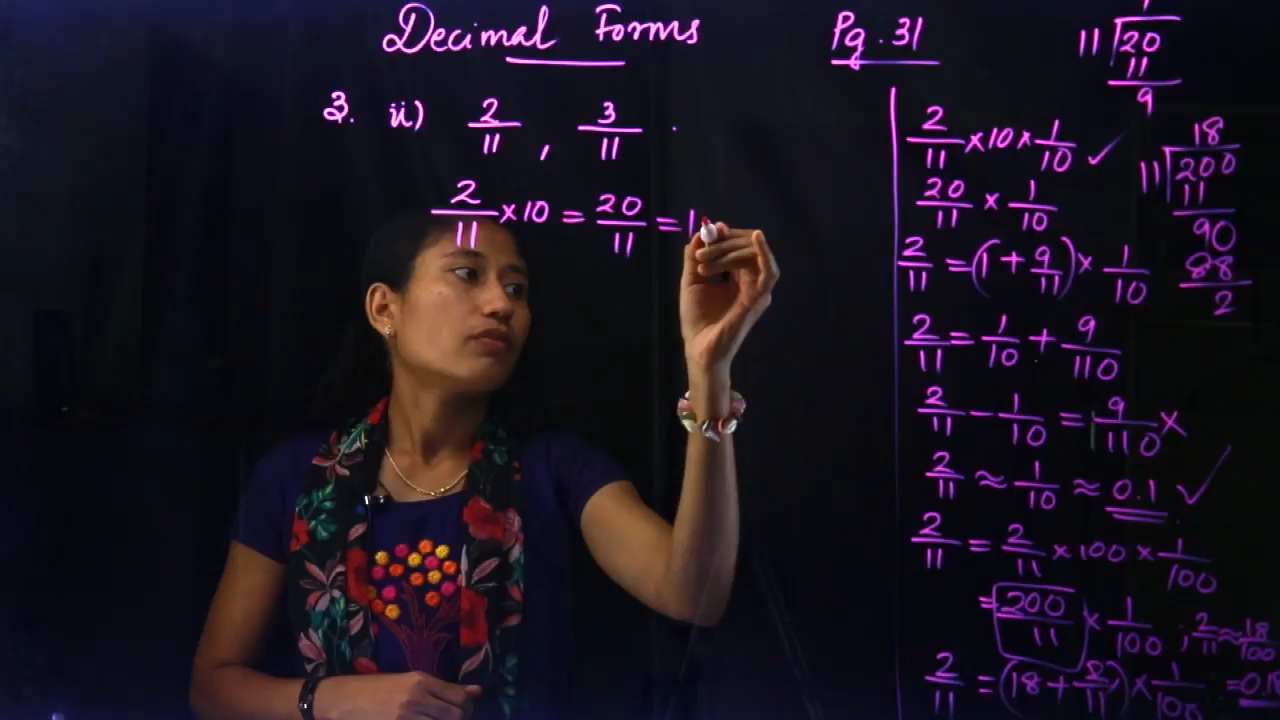 Decimal Forms
Pg. 31
3. ii) 2/11 , 3/11 .
2/11 × 10 = 20/11 = 1
2/11 × 10 × 1/10 ✓
20/11 × 1/10
2/11 = (1 + 9/11) × 1/10
2/11 = 1/10 + 9/110
2/11 - 1/10 = 9/110 ×
2/11 ≈ 1/10 ≈ 0.1 ✓
2/11 = 2/11 × 100 × 1/100
= 200/11 × 1/100 ; 2/11 ≈ 18/100
2/11 = (18 + 2/11) × 1/100 = 0.18
1
11 20
11
9
18
11 200
11
90
88
2